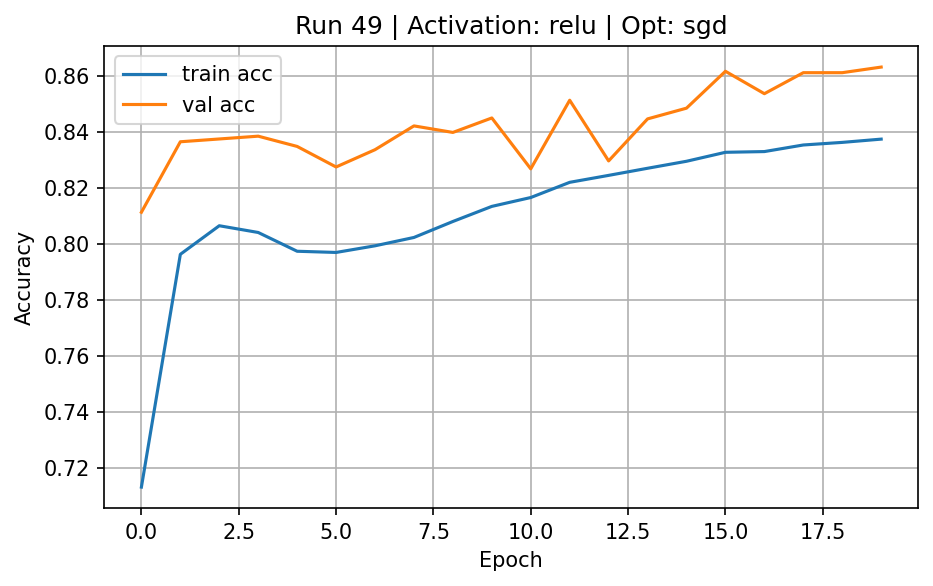 Run 49 | Activation: relu | Opt: sgd
train acc
val acc
0.86
0.84
0.82
0.80
0.78
0.76
0.74
0.72
Accuracy
0.0 2.5 5.0 7.5 10.0 12.5 15.0 17.5
Epoch